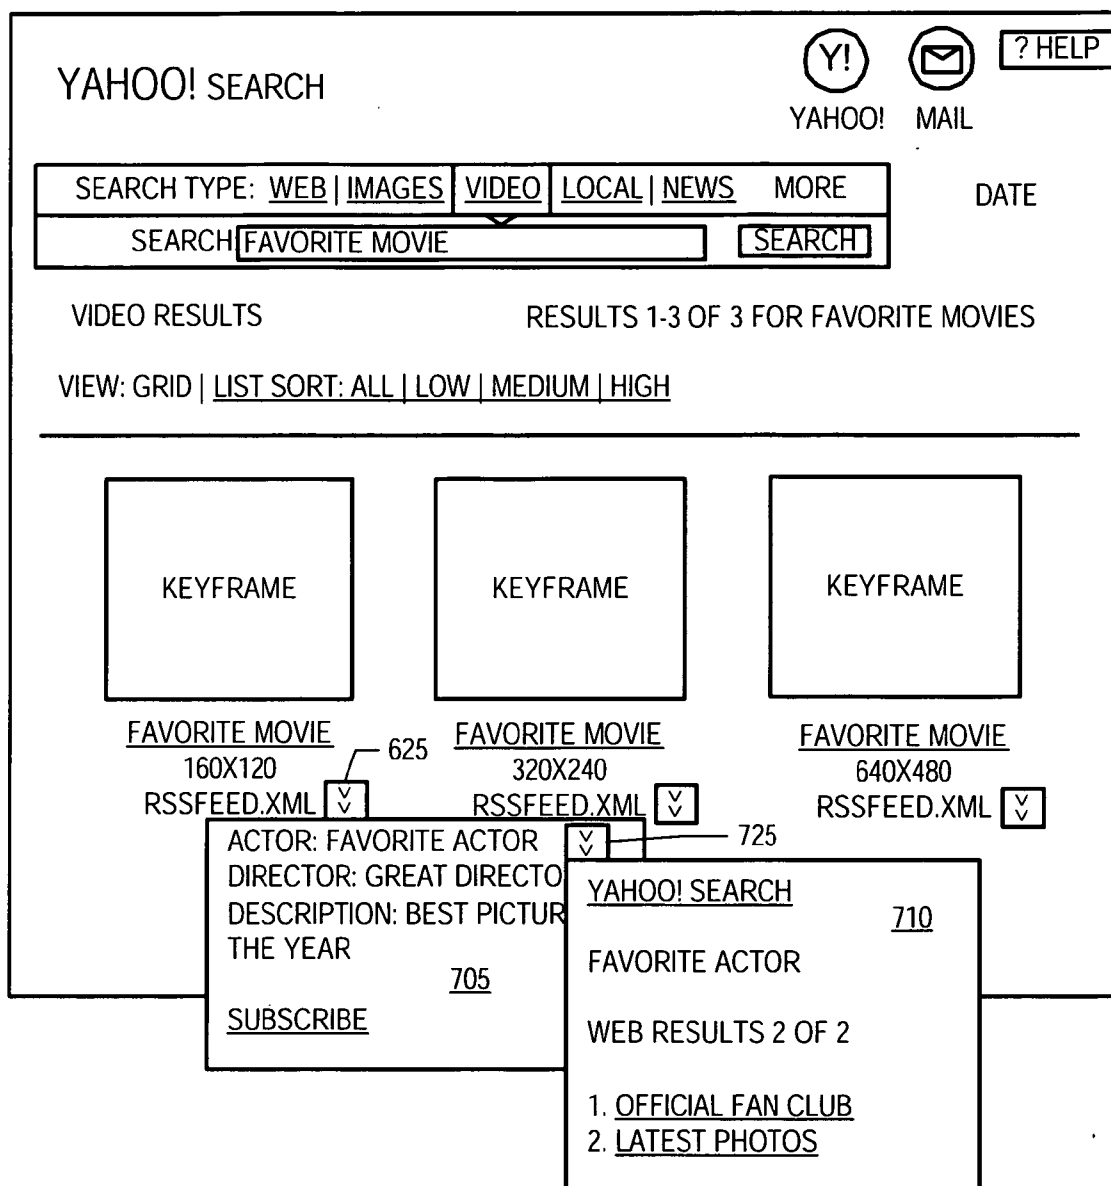 YAHOO! SEARCH
Y!
YAHOO!
MAIL
? HELP
SEARCH TYPE: WEB | IMAGES VIDEO LOCAL | NEWS MORE
DATE
SEARCH FAVORITE MOVIE SEARCH
VIDEO RESULTS
RESULTS 1-3 OF 3 FOR FAVORITE MOVIES
VIEW: GRID | LIST SORT: ALL | LOW | MEDIUM | HIGH
KEYFRAME
KEYFRAME
KEYFRAME
FAVORITE MOVIE
160X120
RSSFEED.XML
625
FAVORITE MOVIE
320X240
RSSFEED.XML
FAVORITE MOVIE
640X480
RSSFEED.XML
ACTOR: FAVORITE ACTOR
DIRECTOR: GREAT DIRECTO
DESCRIPTION: BEST PICTUR
THE YEAR
705
SUBSCRIBE
725
YAHOO! SEARCH
710
FAVORITE ACTOR
WEB RESULTS 2 OF 2
1. OFFICIAL FAN CLUB
2. LATEST PHOTOS